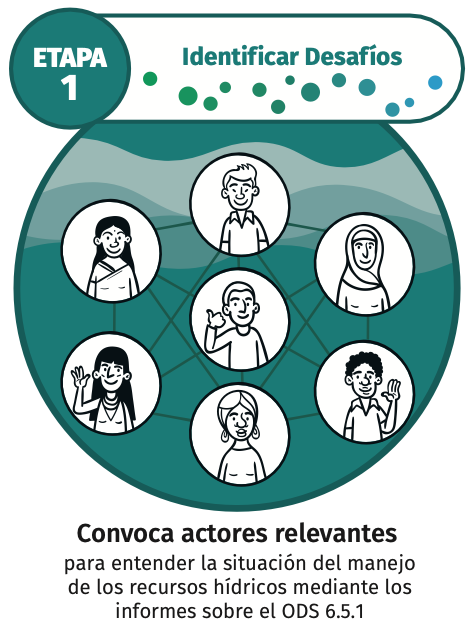 ETAPA
1
Identificar Desafíos
Convoca actores relevantes
para entender la situación del manejo
de los recursos hídricos mediante los
informes sobre el ODS 6.5.1